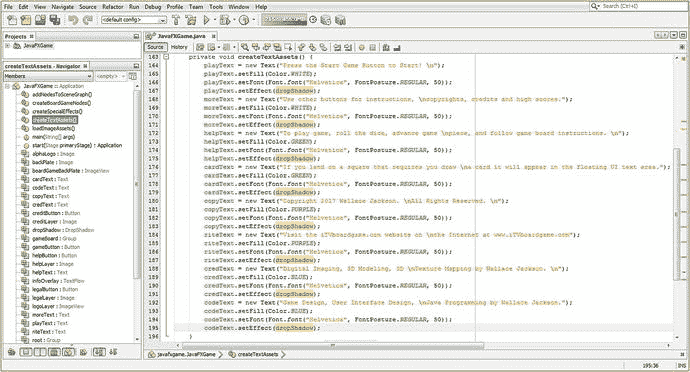 File Edit View Navigate Source Refactor Run Debug Profile Team Tools Window Help
Search (Ctrl+I)
<default config>
Projects
JavaFXGame
createTextAssets - Navigator
Members
<empty>
JavaFXGame :: Application
addNodesToSceneGraph()
createBoardGameNodes()
createSpecialEffects()
createTextAssets()
loadImageAssets()
main(String[] args)
start(Stage primaryStage) ↑ Application
alphaLogo : Image
backPlate : Image
boardGameBackPlate : ImageView
cardText : Text
codeText : Text
copyText : Text
credText : Text
creditButton : Button
creditLayer : Image
dropShadow : DropShadow
gameBoard : Group
gameButton : Button
helpButton : Button
helpLayer : Image
helpText : Text
infoOverlay : TextFlow
legalButton : Button
legalLayer : Image
logoLayer : ImageView
moreText : Text
playText : Text
riteText : Text
root : Group
JavaFXGame.java
Source History
163 private void createTextAssets() {
164 playText = new Text("Press the Start Game Button to Start! \n");
165 playText.setFill(Color.WHITE);
166 playText.setFont(Font.font("Helvetica", FontPosture.REGULAR, 50));
167 playText.setEffect(dropShadow);
168 moreText = new Text("Use other buttons for instructions, \ncopyrights, credits and high scores.");
169 moreText.setFill(Color.WHITE);
170 moreText.setFont(Font.font("Helvetica", FontPosture.REGULAR, 50));
171 moreText.setEffect(dropShadow);
172 helpText = new Text("To play game, roll the dice, advance \npiece, and follow game board instructions. \n");
173 helpText.setFill(Color.GREEN);
174 helpText.setFont(Font.font("Helvetica", FontPosture.REGULAR, 50));
175 helpText.setEffect(dropShadow);
176 cardText = new Text("If you land on a square that requires you draw \na card it will appear in the floating UI text area.");
177 cardText.setFill(Color.GREEN);
178 cardText.setFont(Font.font("Helvetica", FontPosture.REGULAR, 50));
179 cardText.setEffect(dropShadow);
180 copyText = new Text("Copyright 2017 Wallace Jackson. \nAll Rights Reserved. \n");
181 copyText.setFill(Color.PURPLE);
182 copyText.setFont(Font.font("Helvetica", FontPosture.REGULAR, 50));
183 copyText.setEffect(dropShadow);
184 riteText = new Text("Visit the iTVboardgame.com website on \nthe Internet at www.iTVboardgame.com");
185 riteText.setFill(Color.PURPLE);
186 riteText.setFont(Font.font("Helvetica", FontPosture.REGULAR, 50));
187 riteText.setEffect(dropShadow);
188 credText = new Text("Digital Imaging, 3D Modeling, 3D \nTexture Mapping by Wallace Jackson. \n");
189 credText.setFill(Color.BLUE);
190 credText.setFont(Font.font("Helvetica", FontPosture.REGULAR, 50));
191 credText.setEffect(dropShadow);
192 codeText = new Text("Game Design, User Interface Design, \nJava Programming by Wallace Jackson.");
193 codeText.setFill(Color.BLUE);
194 codeText.setFont(Font.font("Helvetica", FontPosture.REGULAR, 50));
195 codeText.setEffect(dropShadow);
196 }
javafxgame.JavaFXGame createTextAssets
195:36 INS